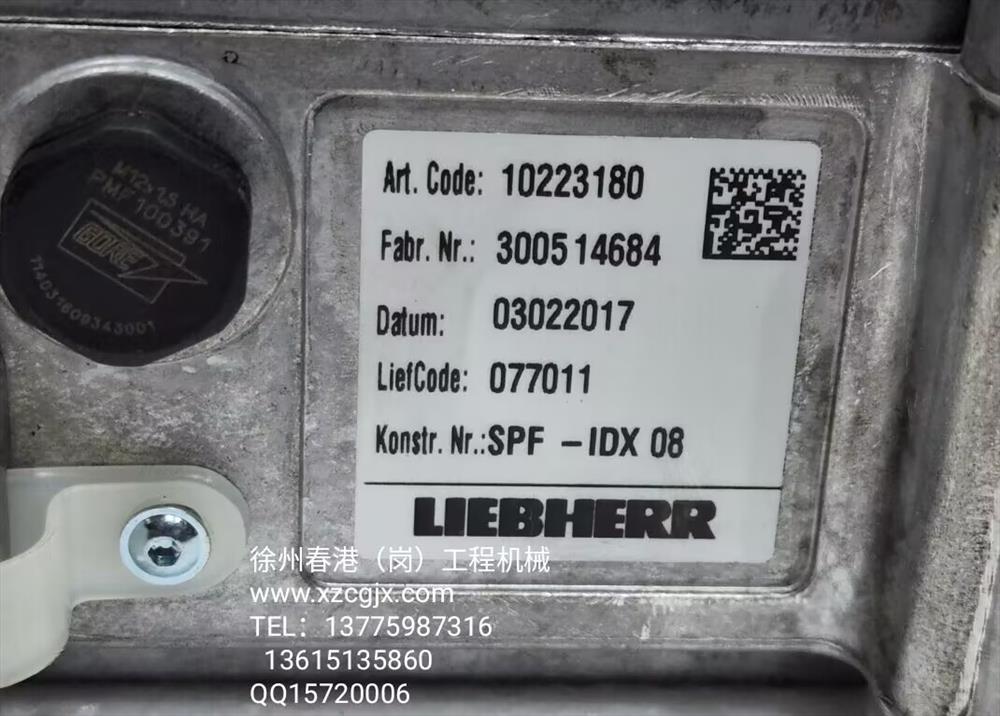 M12x1.5 HA
PMF100391
GORE
714031609343001
Art. Code: 10223180
Fabr. Nr.: 300514684
Datum: 03022017
LiefCode: 077011
Konstr. Nr.:SPF -IDX 08
LIEBHERR
徐州春港（岗）工程机械
www.xzcgjx.com
TEL：13775987316
13615135860
QQ15720006